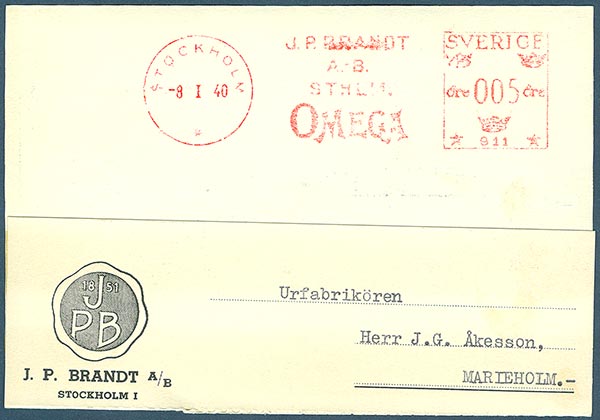 STOCKHOLM
-8 I 40
J. P. BRANDT
A.-B.
STHLM.
OMEGA
SVERIGE
öre 005 öre
911
18 J 51
PB
J. P. BRANDT A/B
STOCKHOLM I
Urfabrikören
Herr J.G. Åkesson,
MARIEHOLM.-